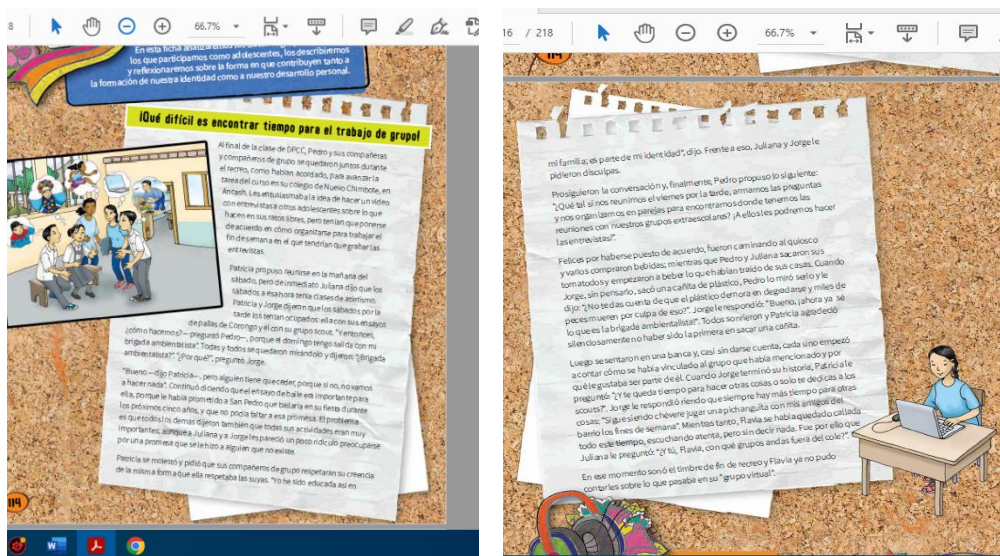 8
66.7%
En esta ficha analizaremos
los que participamos como adolescentes, los describiremos
y reflexionaremos sobre la forma en que contribuyen tanto a
la formación de nuestra identidad como a nuestro desarrollo personal.
¡Qué difícil es encontrar tiempo para el trabajo de grupo!
Al final de la clase de DPCC, Pedro y sus compañeras
y compañeros de grupo se quedaron juntos durante
el recreo, como habían acordado, para avanzar la
tarea del curso en su colegio de Nuevo Chimbote, en
Áncash. Les entusiasmaba la idea de hacer un video
con entrevistas a otros adolescentes sobre lo que
hacen en sus ratos libres, pero tenían que ponerse
de acuerdo en cómo organizarse para trabajar el
fin de semana en el que tendrían que grabar las
entrevistas.
Patricia propuso reunirse en la mañana del
sábado, pero de inmediato Juliana dijo que los
sábados a esa hora tenía clases de atletismo.
Patricia y Jorge dijeron que los sábados por la
tarde los tenían ocupados: ella con sus ensayos
de pallas de Corongo y él con su grupo scout. "Y entonces,
¿cómo hacemos? — preguntó Pedro—, porque el domingo tengo salida con mi
brigada ambientalista". Todas y todos se quedaron mirándolo y dijeron: "¿Brigada
ambientalista?". "¿Por qué?", preguntó Jorge.
"Bueno —dijo Patricia—, pero alguien tiene que ceder, porque si no, no vamos
a hacer nada". Continuó diciendo que el ensayo de baile era importante para
ella, porque le había prometido a San Pedro que bailaría en su fiesta durante
los próximos cinco años, y que no podía faltar a esa promesa. El problema
es que todos los demás dijeron también que todas sus actividades eran muy
importantes; aunque a Juliana y a Jorge les pareció un poco ridículo preocuparse
por una promesa que se le hizo a alguien que no existe.
Patricia se molestó y pidió que sus compañeros de grupo respetaran su creencia
de la misma forma que ella respetaba las suyas. "Yo he sido educada así en
114
16 / 218
66.7%
114
mi familia; es parte de mi identidad", dijo. Frente a eso, Juliana y Jorge le
pidieron disculpas.
Prosiguieron la conversación y, finalmente, Pedro propuso lo siguiente:
"¿Qué tal si nos reunimos el viernes por la tarde, armamos las preguntas
y nos organizamos en parejas para encontrarnos donde tenemos las
reuniones con nuestros grupos extraescolares? ¡A ellos les podremos hacer
las entrevistas!".
Felices por haberse puesto de acuerdo, fueron caminando al quiosco
y varios compraron bebidas; mientras que Pedro y Juliana sacaron sus
tomatodos y empezaron a beber lo que habían traído de sus casas. Cuando
Jorge, sin pensarlo, sacó una cañita de plástico, Pedro lo miró serio y le
dijo: "¿No te das cuenta de que el plástico demora en degradarse y miles de
peces mueren por culpa de eso?". Jorge le respondió: "Bueno, ¡ahora ya sé
lo que es la brigada ambientalista!". Todos sonrieron y Patricia agradeció
silenciosamente no haber sido la primera en sacar una cañita.
Luego se sentaron en una banca y, casi sin darse cuenta, cada uno empezó
a contar cómo se había vinculado al grupo que había mencionado y por
qué le gustaba ser parte de él. Cuando Jorge terminó su historia, Patricia le
preguntó: "¿Y te queda tiempo para hacer otras cosas o solo te dedicas a los
scouts?". Jorge le respondió riendo que siempre hay más tiempo para otras
cosas: "Sigue siendo chévere jugar una pichanguita con mis amigos del
barrio los fines de semana". Mientras tanto, Flavia se había quedado callada
todo este tiempo, escuchando atenta, pero sin decir nada. Fue por ello que
Juliana le preguntó: "¿Y tú, Flavia, con qué grupos andas fuera del cole?".
En ese momento sonó el timbre de fin de recreo y Flavia ya no pudo
contarles sobre lo que pasaba en su "grupo virtual".